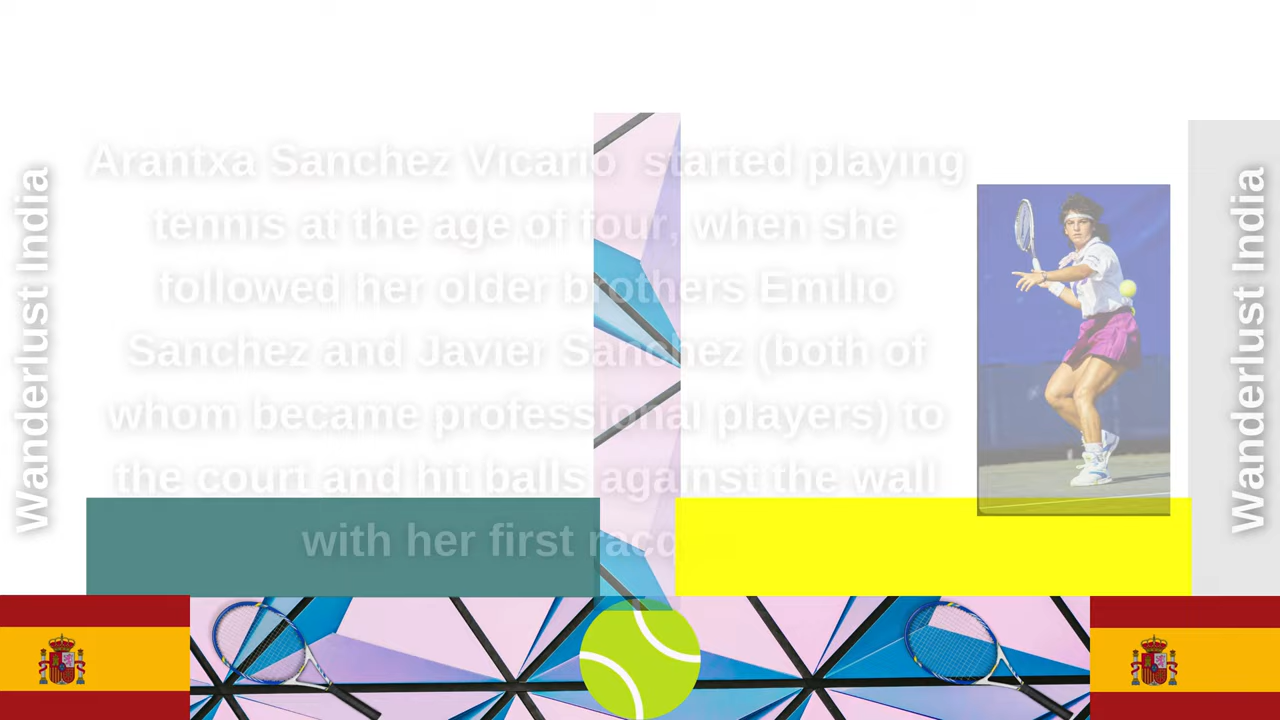 Wanderlust India
Arantxa Sanchez Vicario started playing
tennis at the age of four, when she
followed her older brothers Emilio
Sanchez and Javier Sanchez (both of
whom became professional players) to
the court and hit balls against the wall
with her first
Wanderlust India